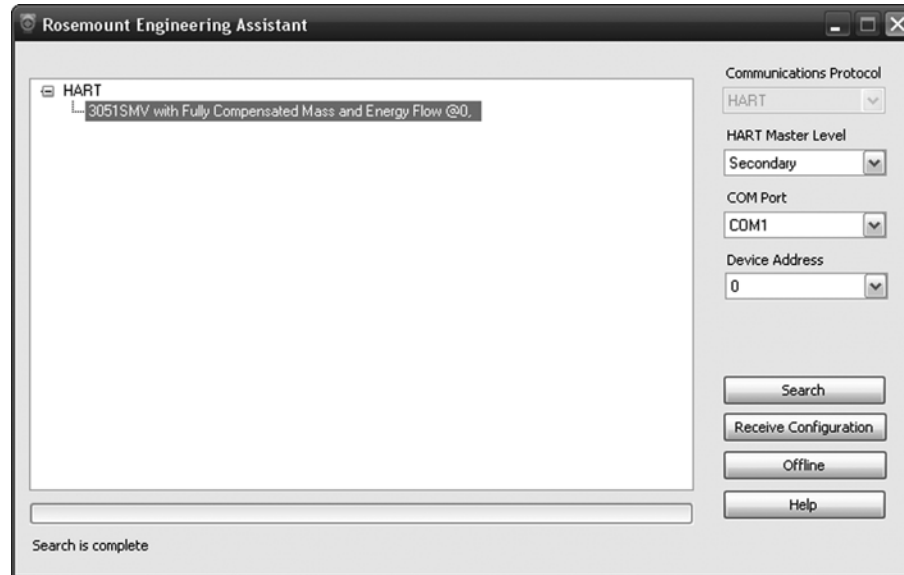 Rosemount Engineering Assistant
HART
3051SMV with Fully Compensated Mass and Energy Flow @0,
Communications Protocol
HART
HART Master Level
Secondary
COM Port
COM1
Device Address
0
Search
Receive Configuration
Offline
Help
Search is complete